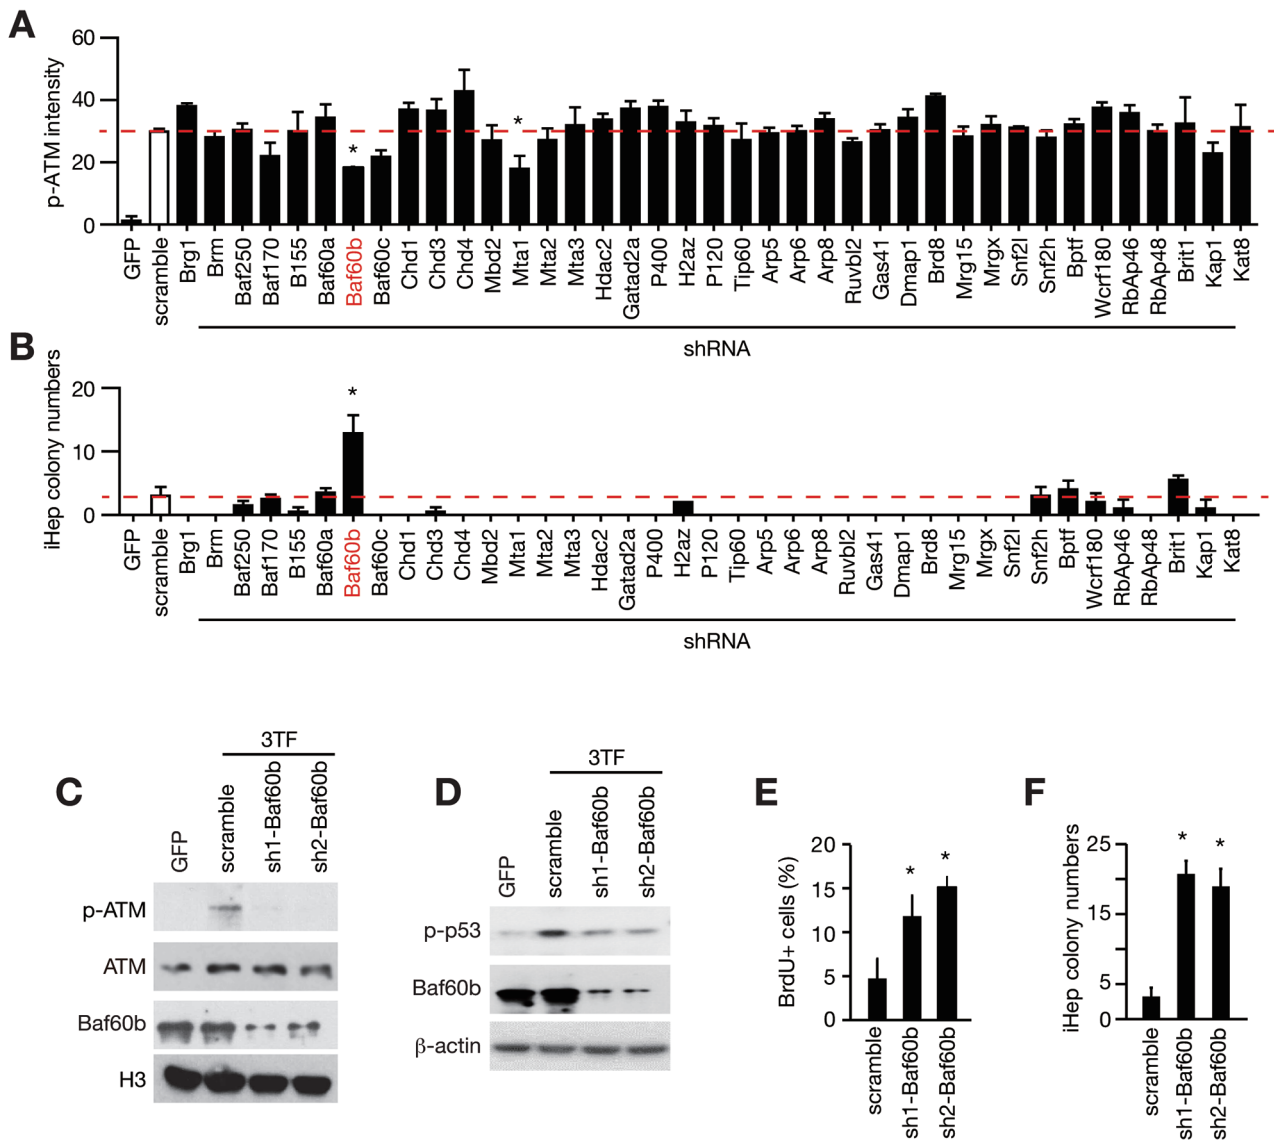 A
p-ATM intensity
60
40
20
0
* *
GFP scramble Brg1 Brm Baf250 Baf170 B155 Baf60a Baf60b Baf60c Chd1 Chd3 Chd4 Mbd2 Mta1 Mta2 Mta3 Hdac2 Gatad2a P400 H2az P120 Tip60 Arp5 Arp6 Arp8 Ruvbl2 Gas41 Dmap1 Brd8 Mrg15 Mrgx Snf2l Snf2h Bptf Wcrf180 RbAp46 RbAp48 Brit1 Kap1 Kat8
shRNA
B
iHep colony numbers
20
10
0
*
GFP scramble Brg1 Brm Baf250 Baf170 B155 Baf60a Baf60b Baf60c Chd1 Chd3 Chd4 Mbd2 Mta1 Mta2 Mta3 Hdac2 Gatad2a P400 H2az P120 Tip60 Arp5 Arp6 Arp8 Ruvbl2 Gas41 Dmap1 Brd8 Mrg15 Mrgx Snf2l Snf2h Bptf Wcrf180 RbAp46 RbAp48 Brit1 Kap1 Kat8
shRNA
C
3TF
GFP scramble sh1-Baf60b sh2-Baf60b
p-ATM
ATM
Baf60b
H3
D
3TF
GFP scramble sh1-Baf60b sh2-Baf60b
p-p53
Baf60b
β-actin
E
BrdU+ cells (%)
20
15
10
5
0
* *
scramble sh1-Baf60b sh2-Baf60b
F
iHep colony numbers
25
15
5
0
* *
scramble sh1-Baf60b sh2-Baf60b